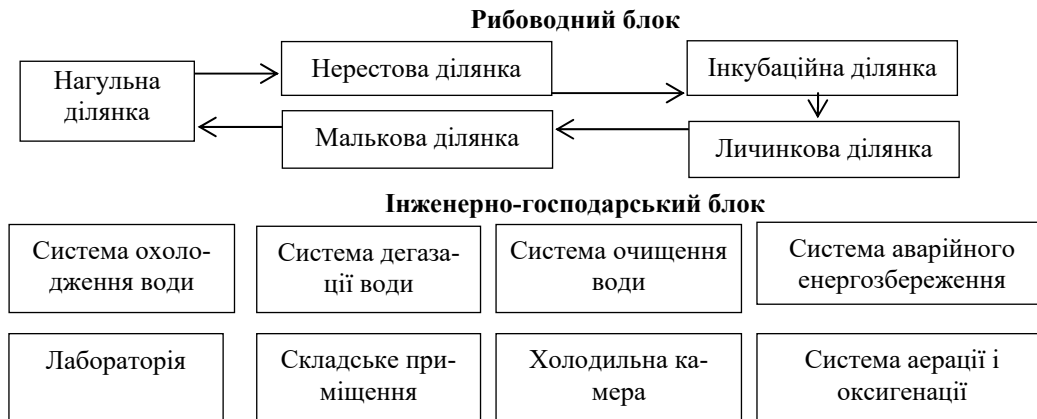 Рибоводний блок
Нагульна
ділянка
Нерестова ділянка
Інкубаційна ділянка
Малькова ділянка
Личинкова ділянка
Інженерно-господарський блок
Система охоло-
дження води
Система дегаза-
ції води
Система очищення
води
Система аварійного
енергозбереження
Лабораторія
Складське при-
міщення
Холодильна ка-
мера
Система аерації і
оксигенації